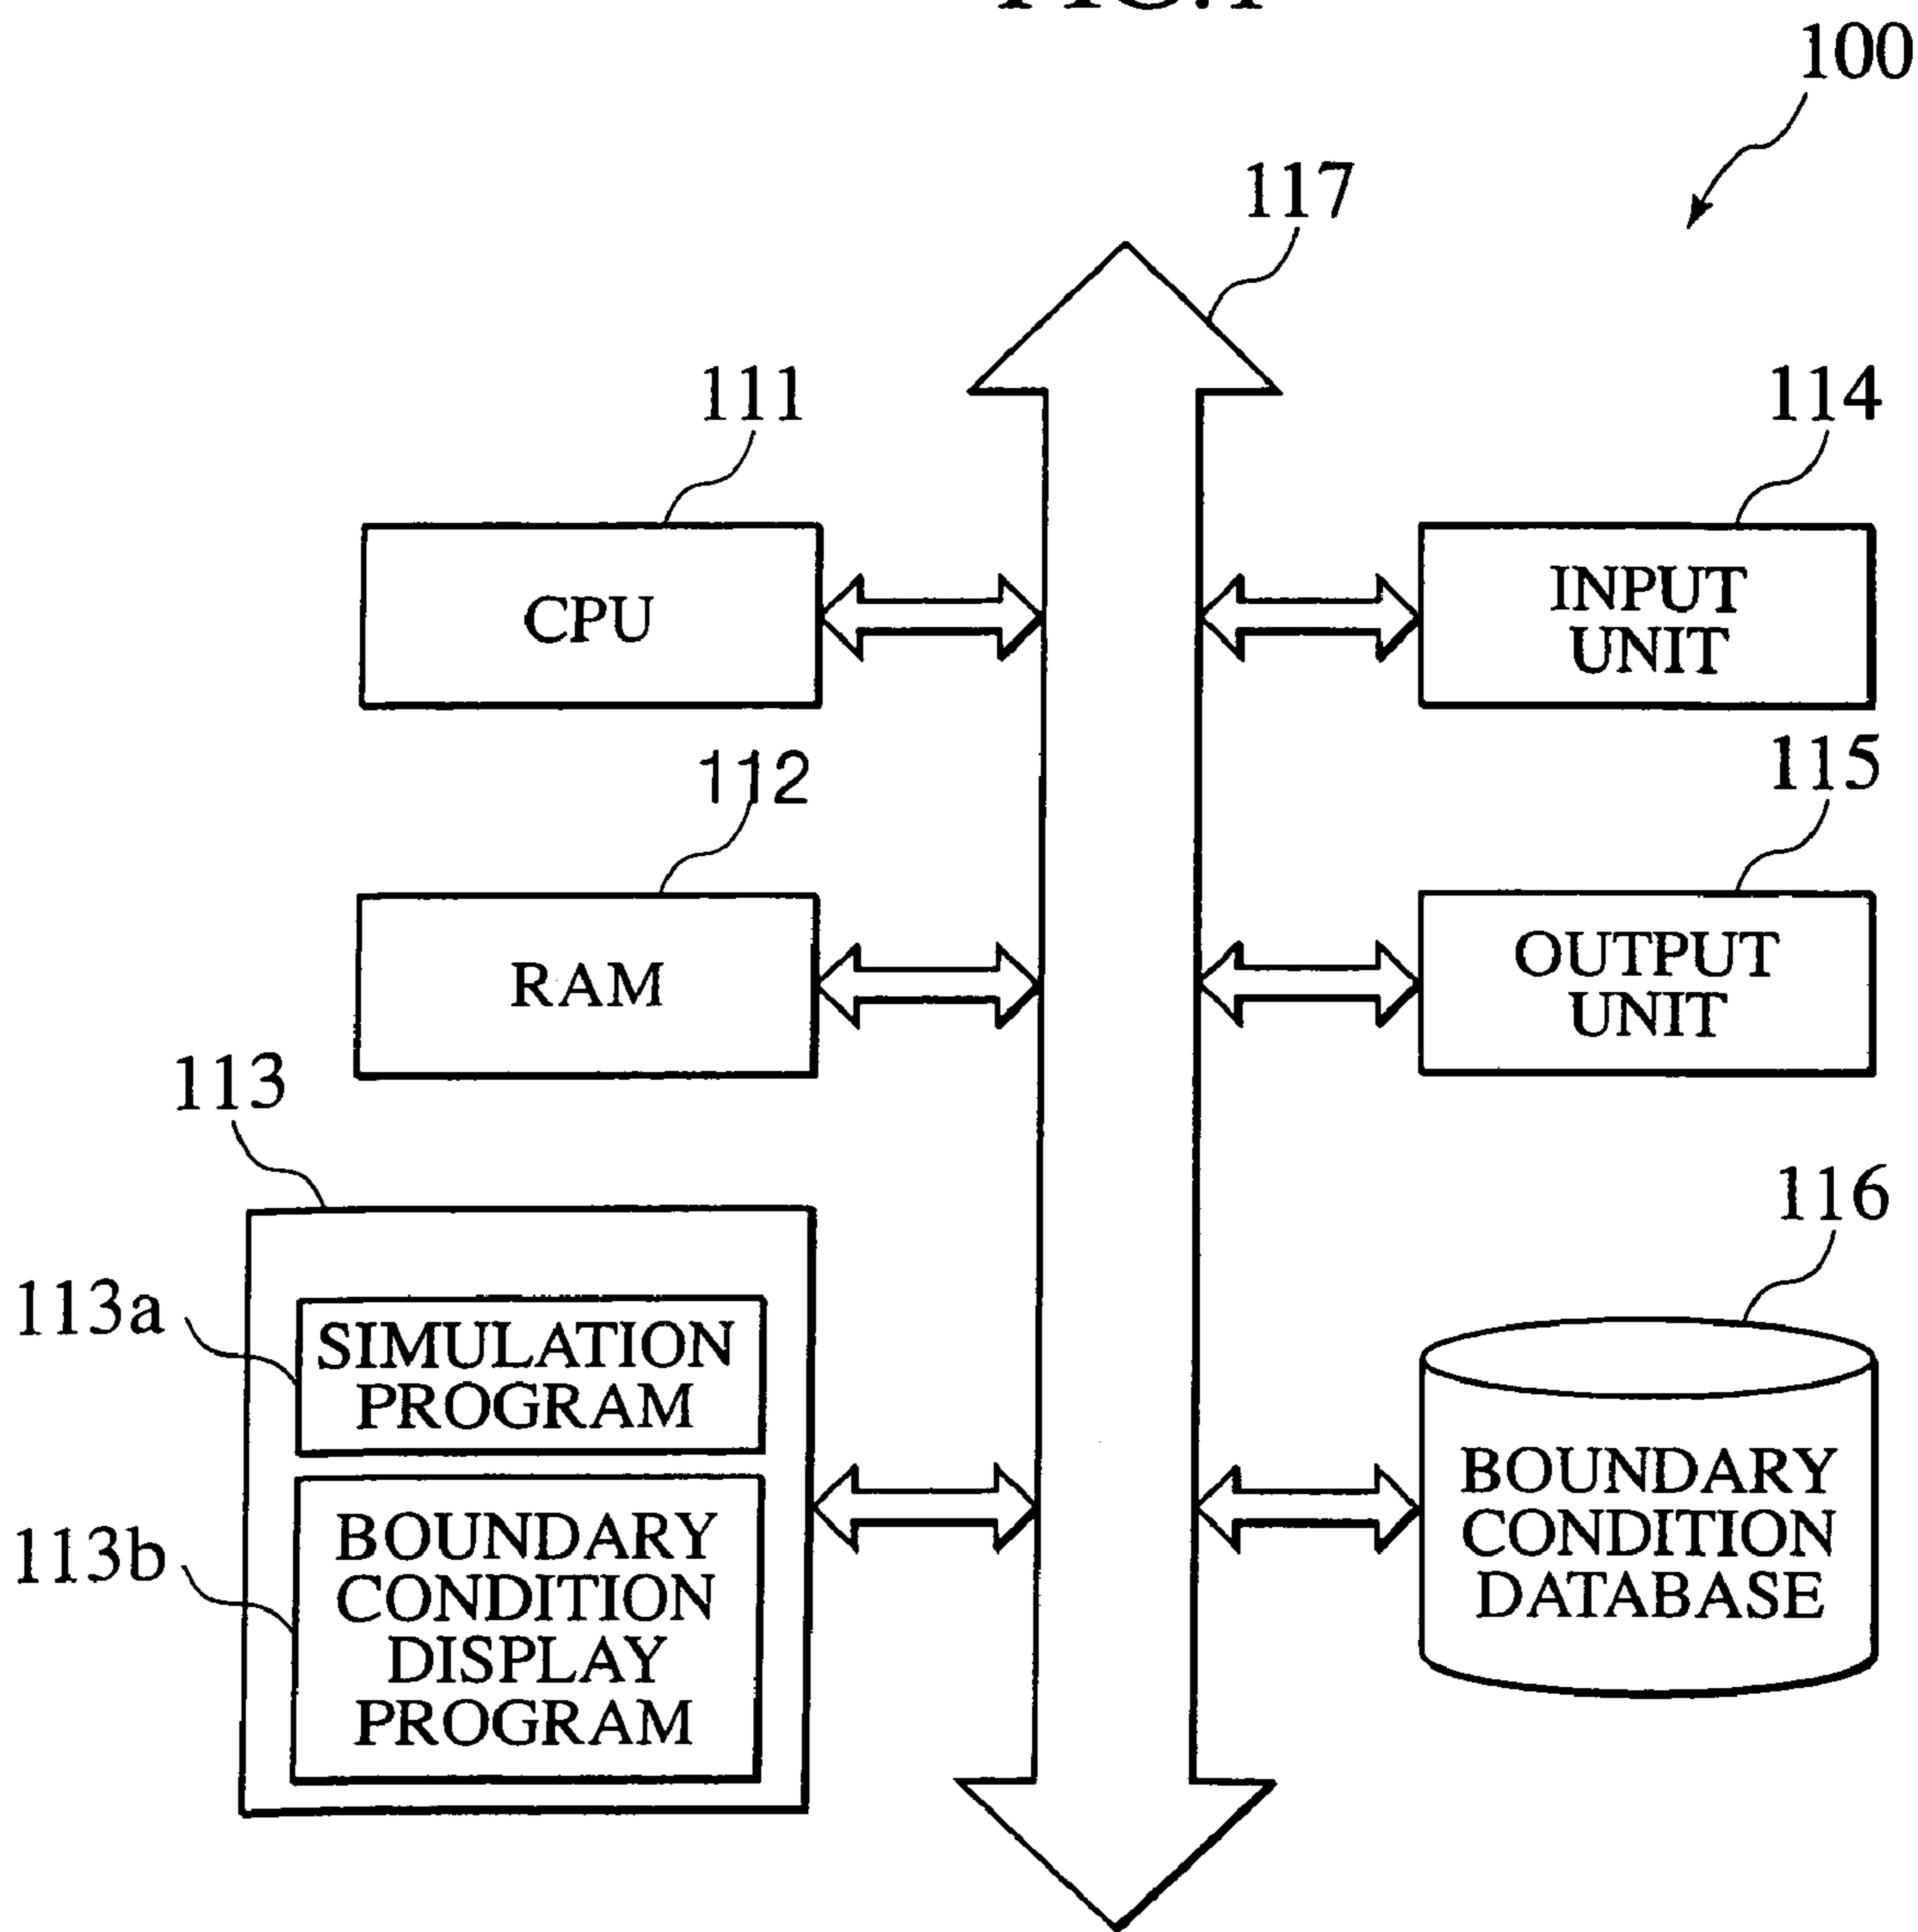 100
117
111
114
CPU
INPUT
UNIT
112
115
RAM
OUTPUT
UNIT
113
116
113a
SIMULATION
PROGRAM
113b
BOUNDARY
CONDITION
DISPLAY
PROGRAM
BOUNDARY
CONDITION
DATABASE